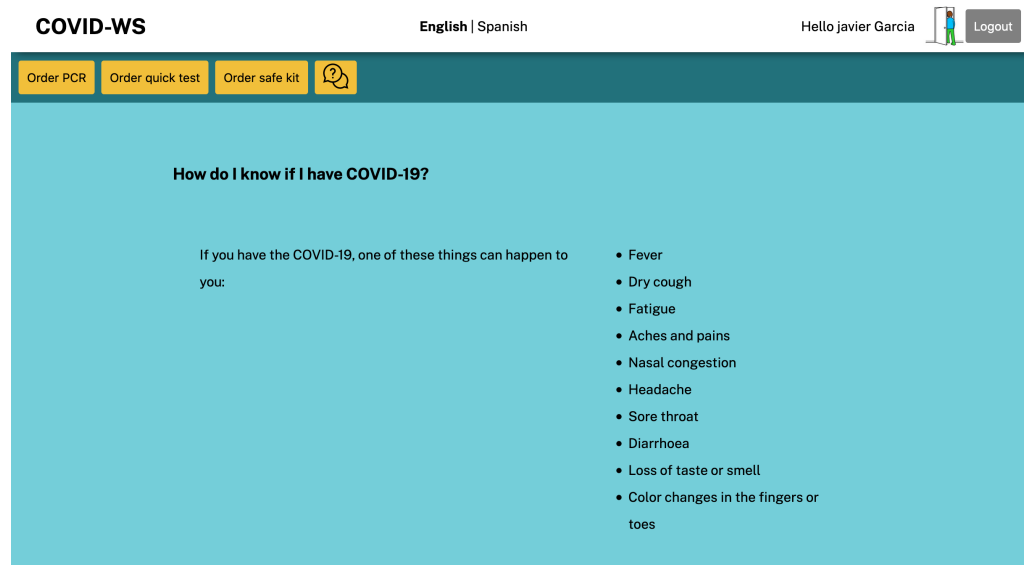 COVID-WS
English | Spanish
Hello javier Garcia
Logout
Order PCR
Order quick test
Order safe kit
?
How do I know if I have COVID-19?
If you have the COVID-19, one of these things can happen to
you:
• Fever
• Dry cough
• Fatigue
• Aches and pains
• Nasal congestion
• Headache
• Sore throat
• Diarrhoea
• Loss of taste or smell
• Color changes in the fingers or
toes